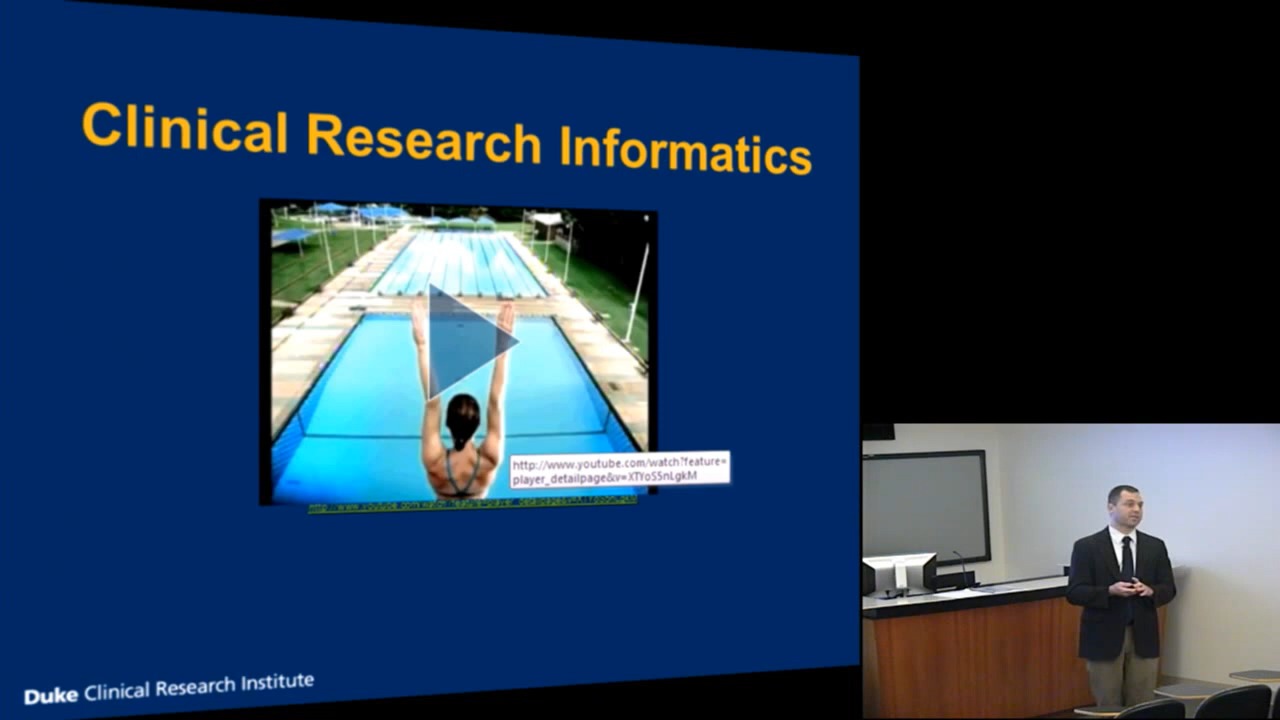 Clinical Research Informatics
http://www.youtube.com/watch?feature=
player_detailpage&v=XTYoS5nLgkM
Duke Clinical Research Institute